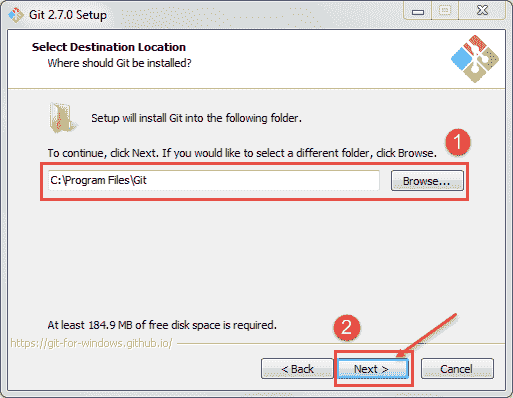 Git 2.7.0 Setup
Select Destination Location
Where should Git be installed?
Setup will install Git into the following folder.
1
To continue, click Next. If you would like to select a different folder, click Browse.
C:\Program Files\Git
Browse...
At least 184.9 MB of free disk space is required.
2
https://git-for-windows.github.io/
< Back
Next >
Cancel